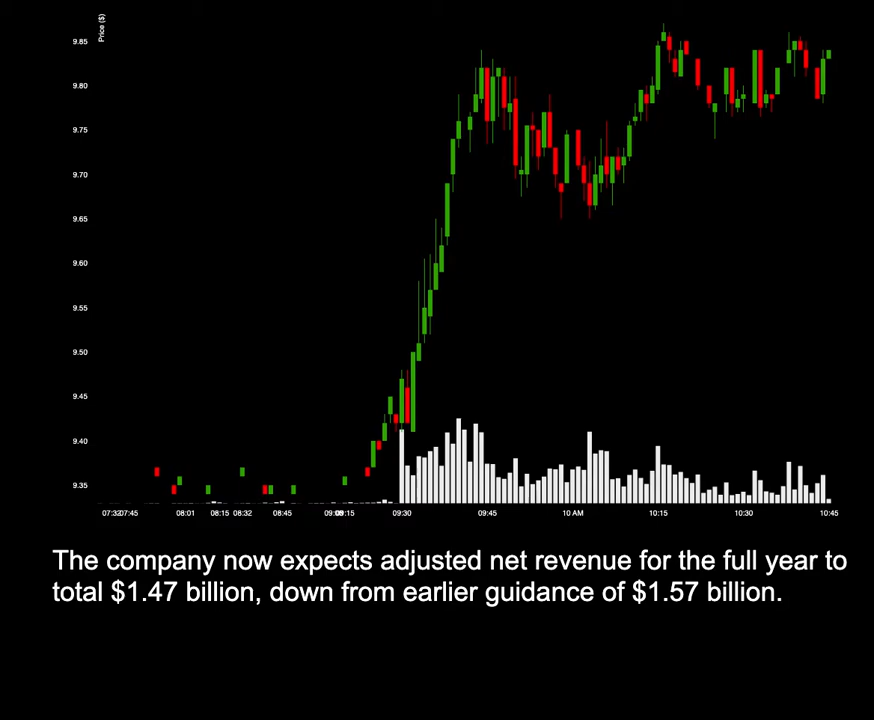 Price ($)
9.85
9.80
9.75
9.70
9.65
9.60
9.55
9.50
9.45
9.40
9.35
07:32 07:45 08:01 08:15 08:32 08:45 09:15 09:30 09:45 10 AM 10:15 10:30 10:45
The company now expects adjusted net revenue for the full year to
total $1.47 billion, down from earlier guidance of $1.57 billion.